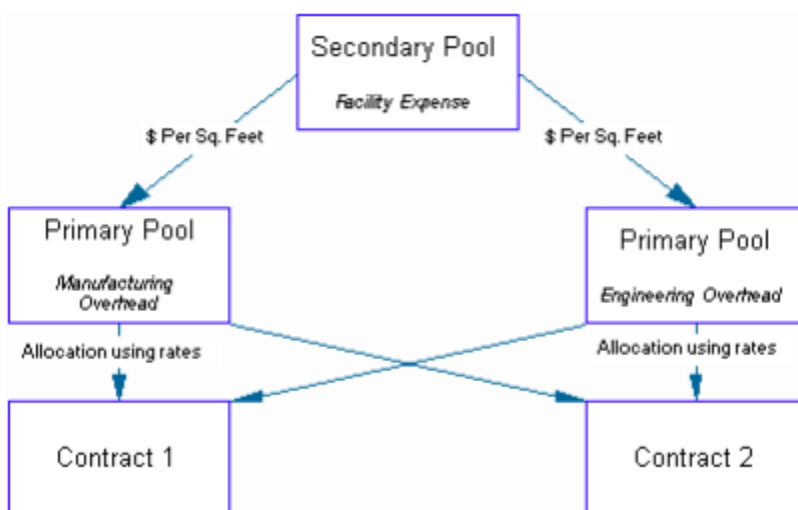 Secondary Pool
Facility Expense
$ Per Sq. Feet
$ Per Sq. Feet
Primary Pool
Manufacturing
Overhead
Primary Pool
Engineering Overhead
Allocation using rates
Allocation using rates
Contract 1
Contract 2